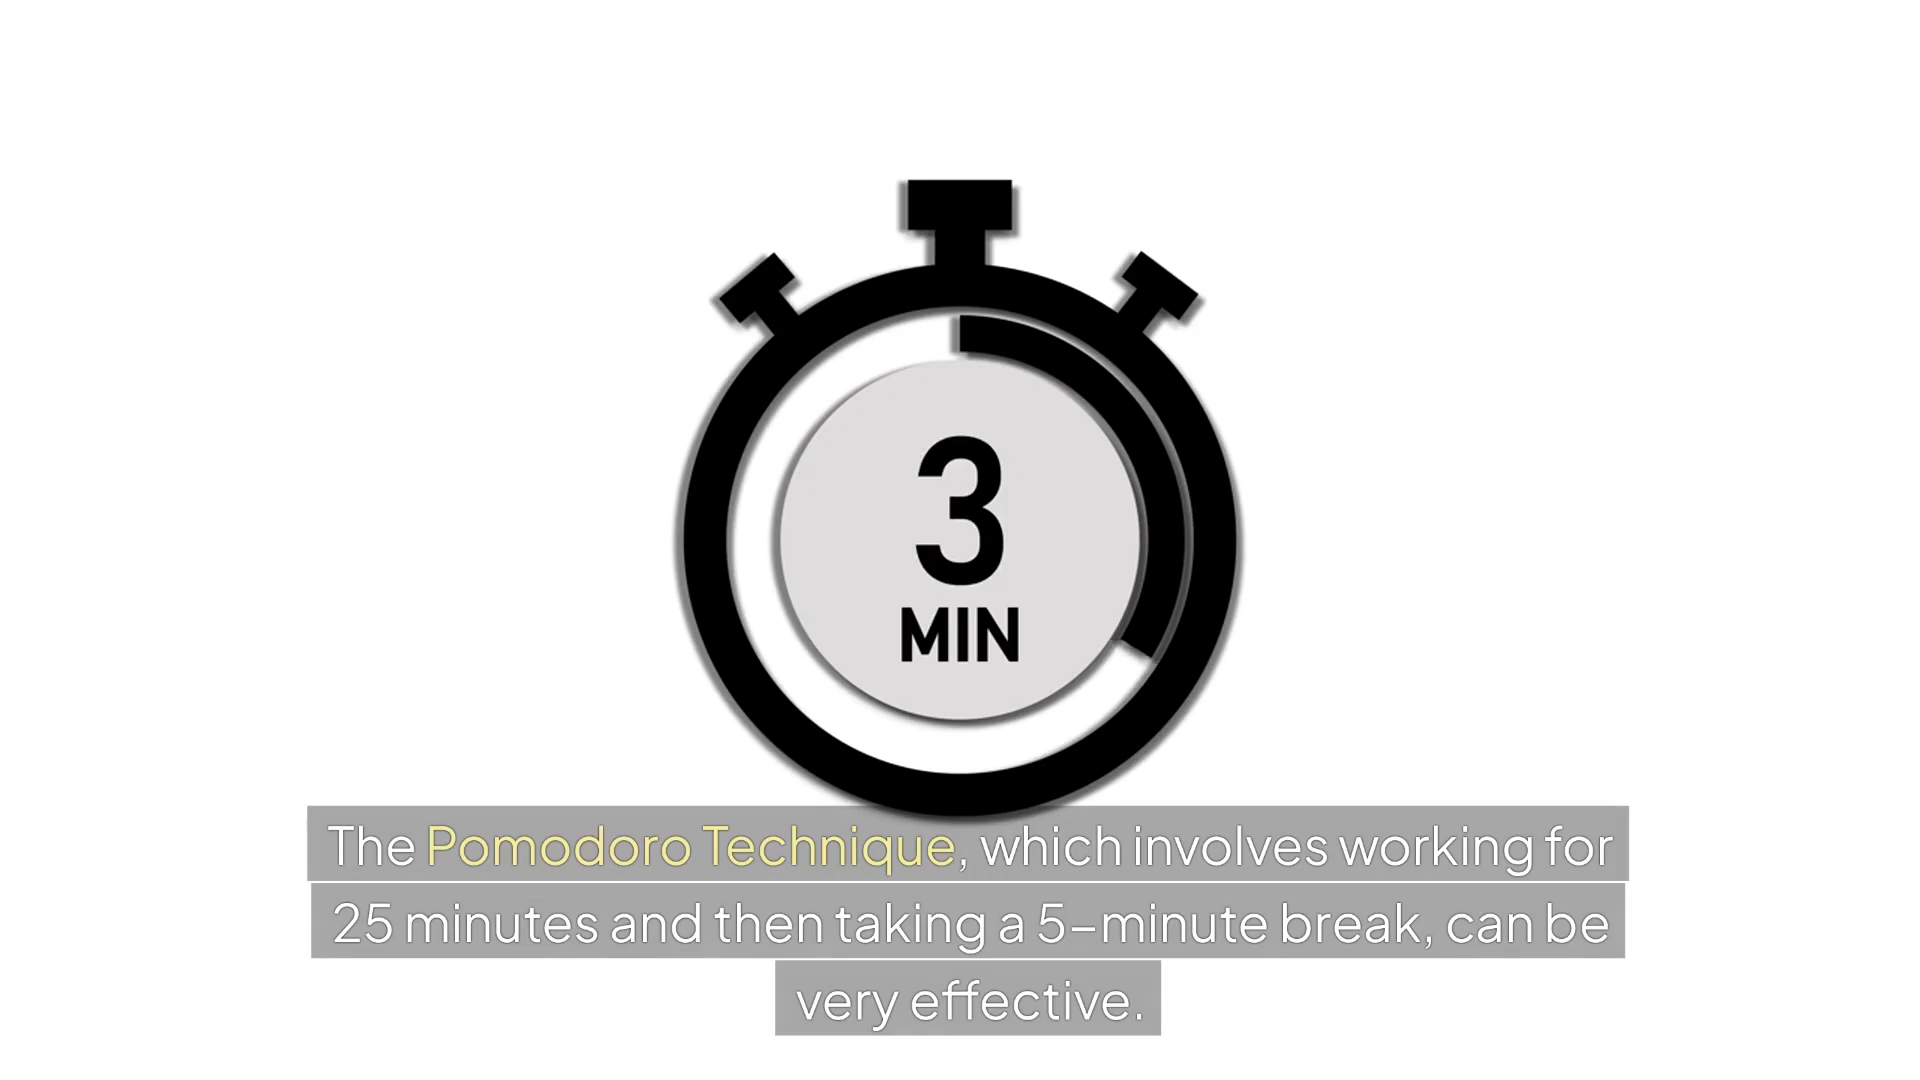 3
MIN
The Pomodoro Technique, which involves working for
25 minutes and then taking a 5-minute break, can be
very effective.